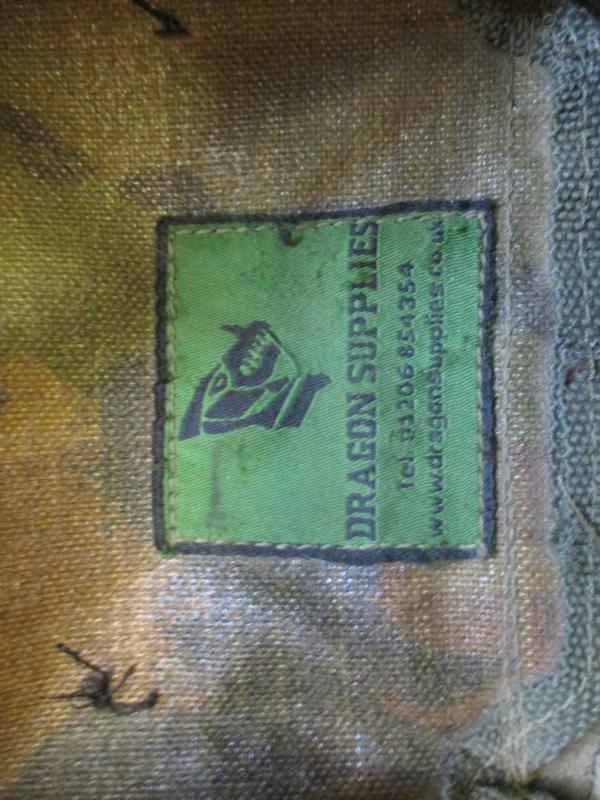 DRAGON SUPPLIES
Tel. 01206 854354
www.dragonsupplies.co.uk